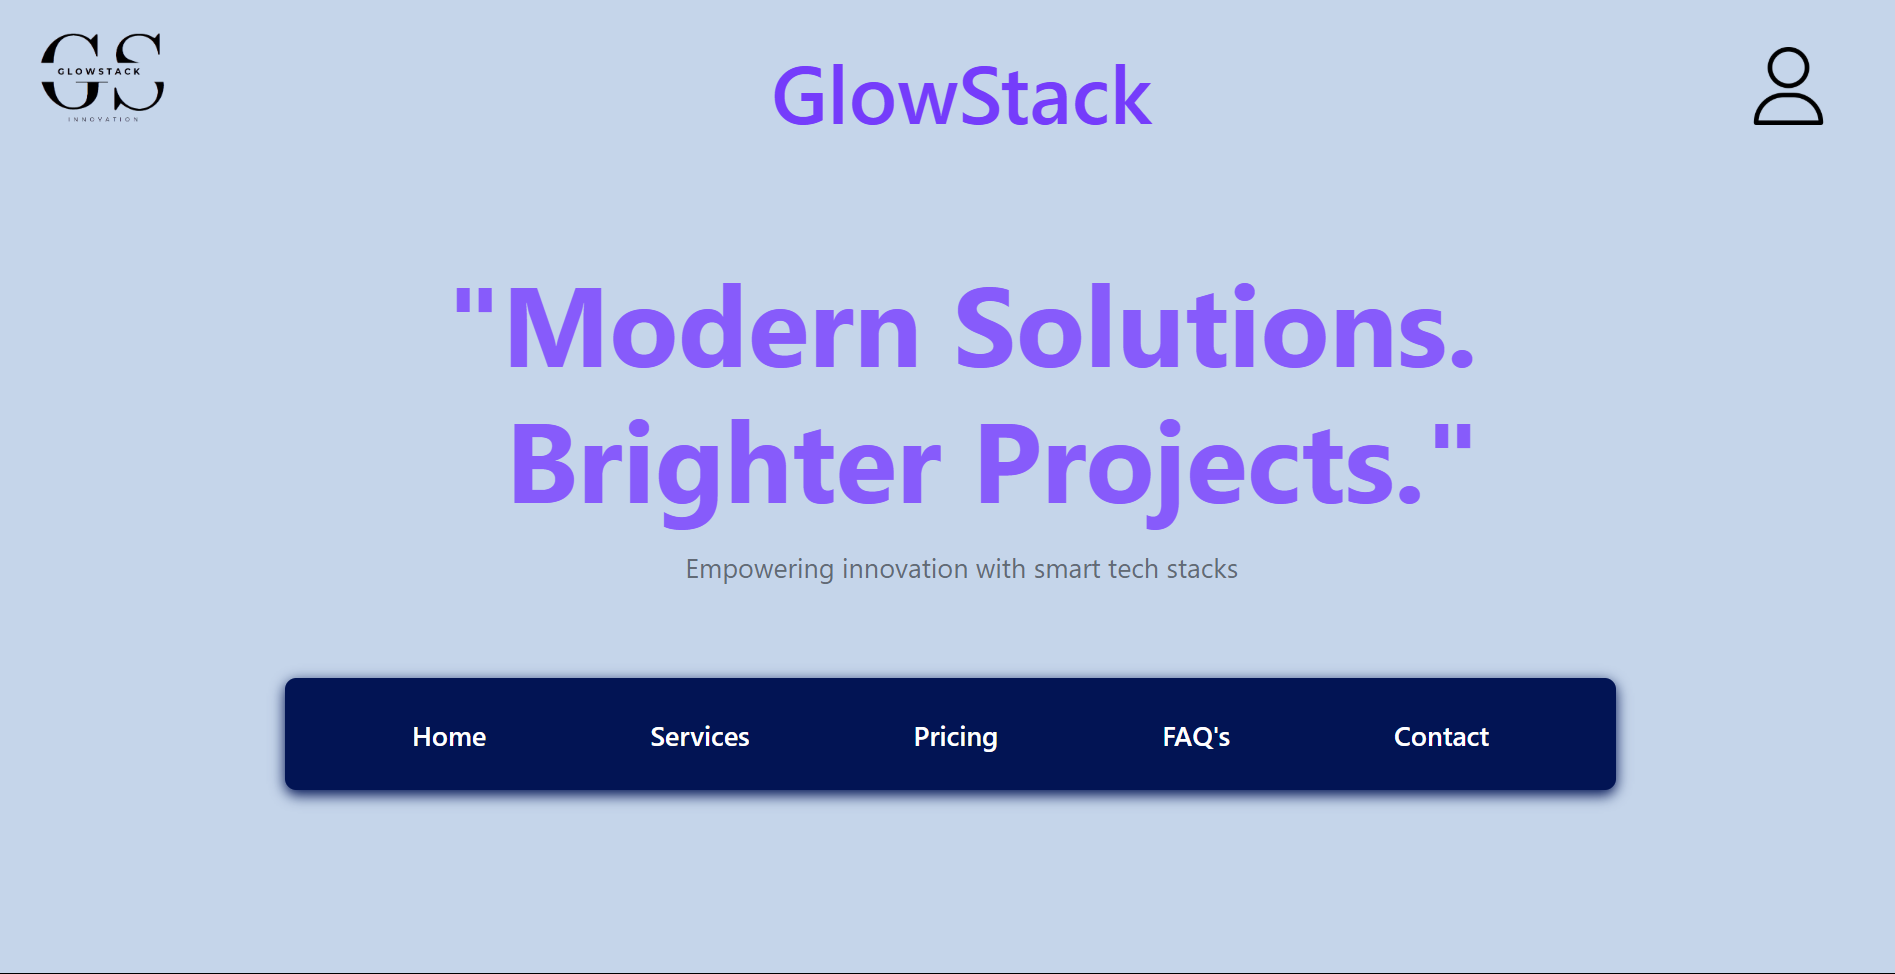 GS
GLOWSTACK
INNOVATION
GlowStack
"Modern Solutions.
Brighter Projects."
Empowering innovation with smart tech stacks
Home Services Pricing FAQ's Contact